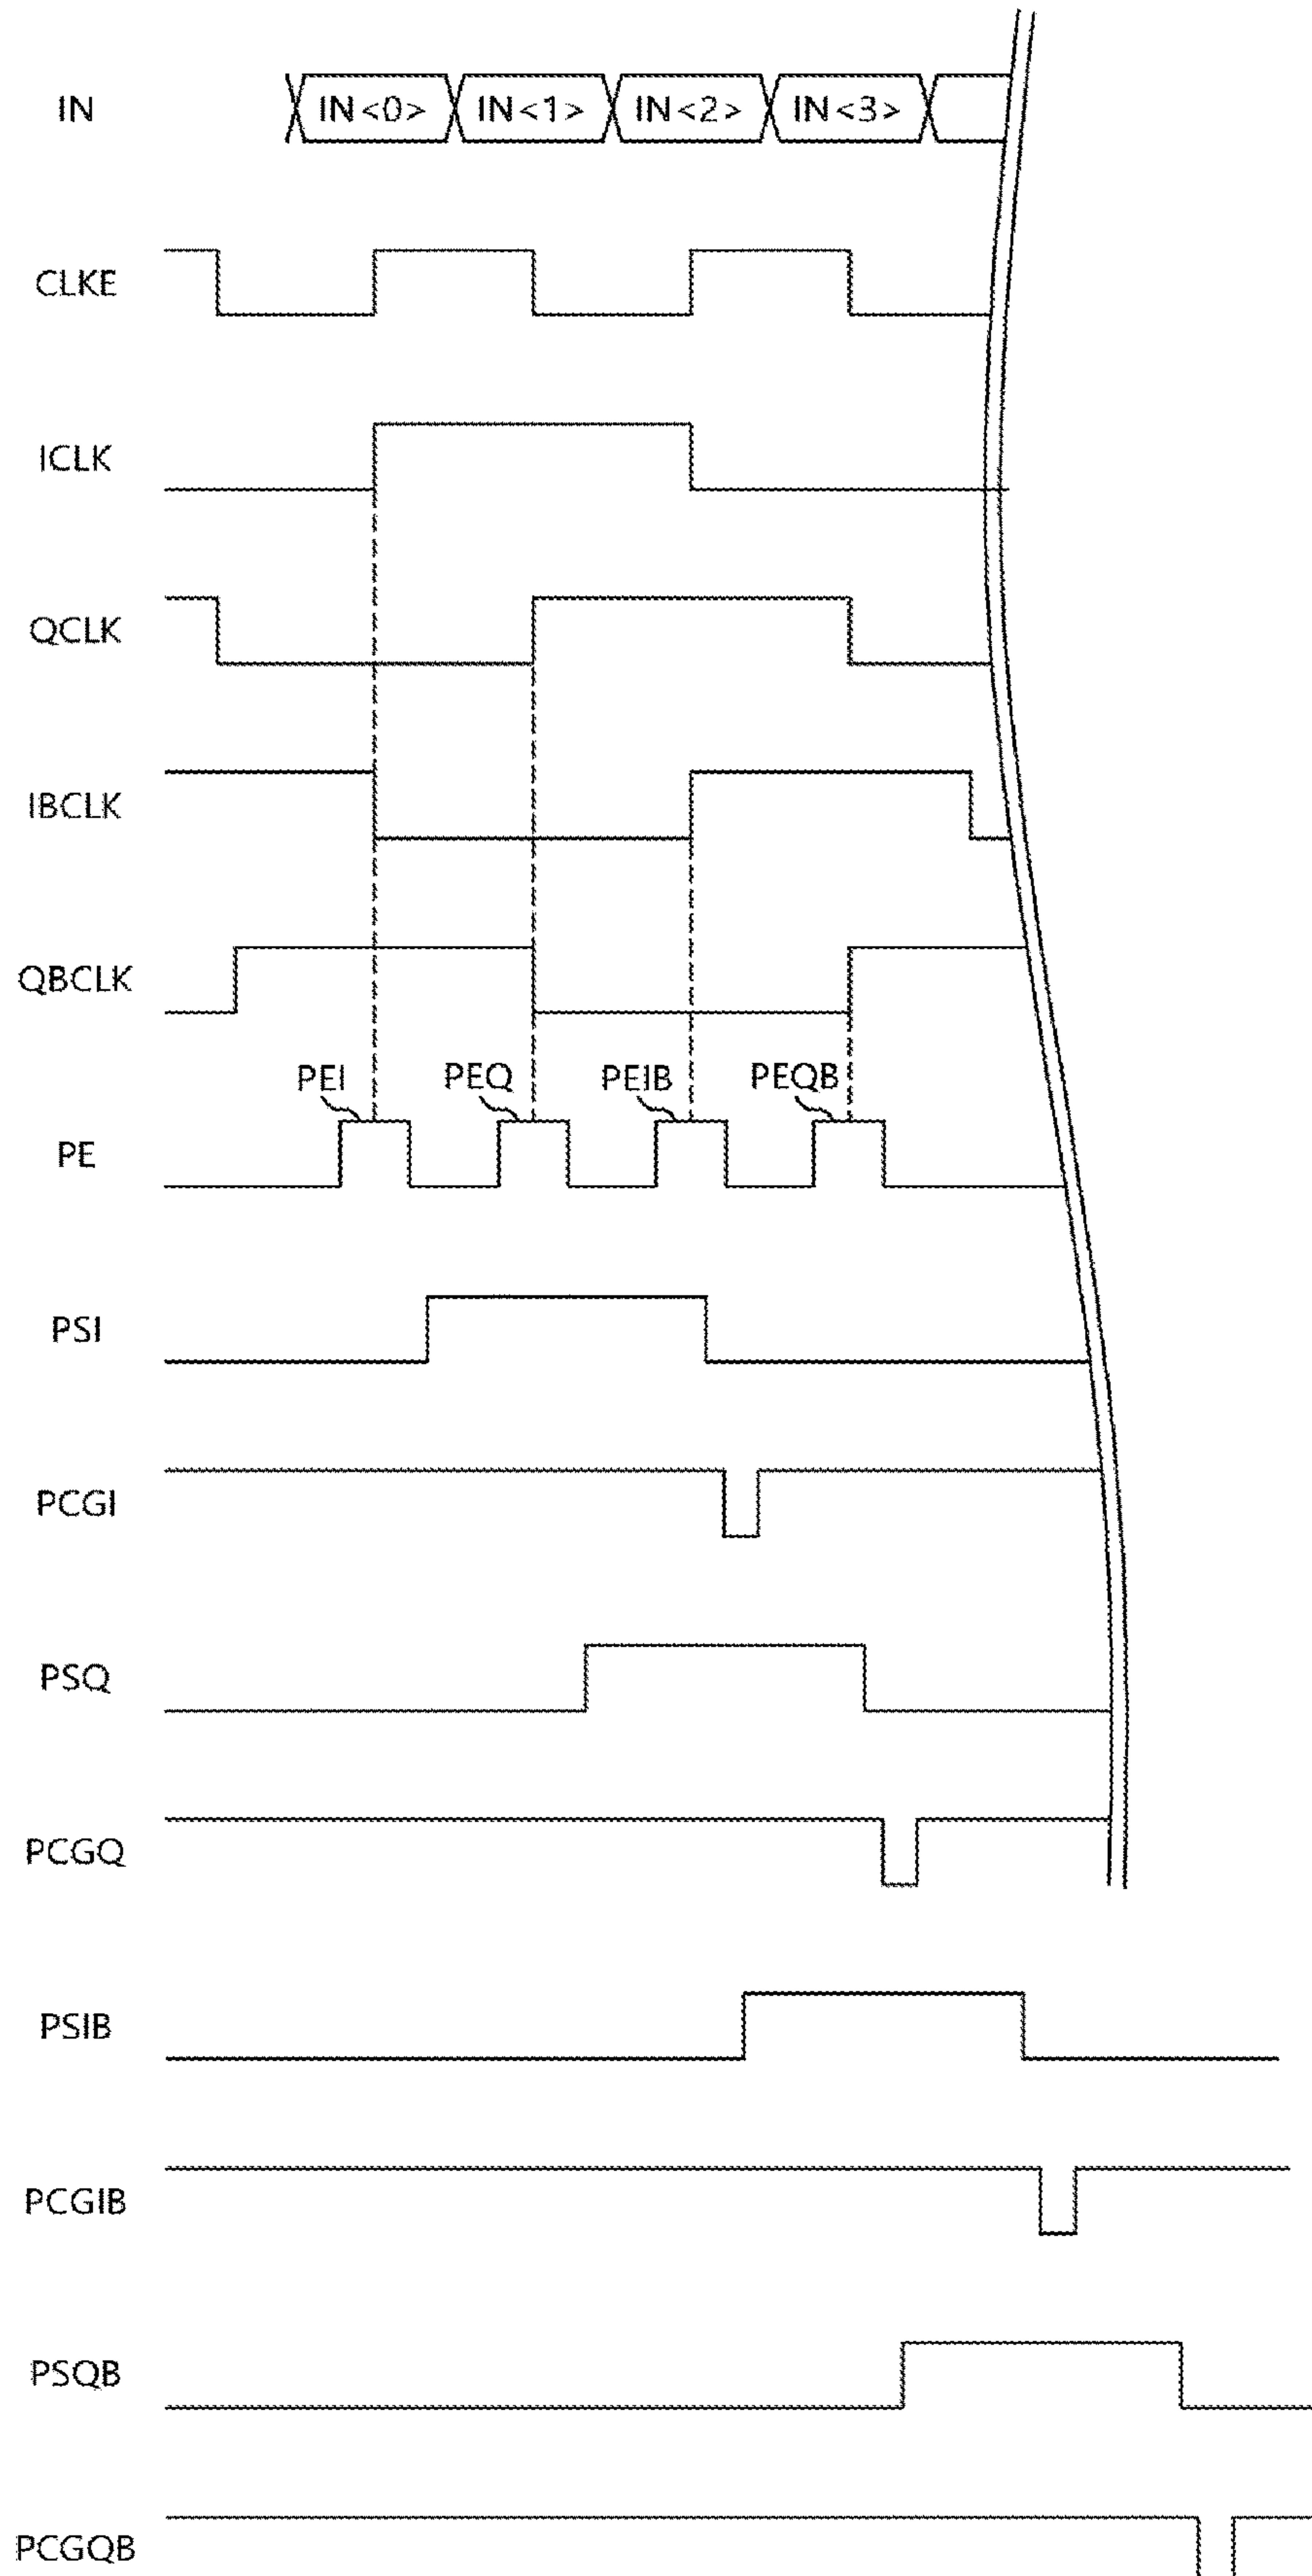 IN IN<0> IN<1> IN<2> IN<3>
CLKE
ICLK
QCLK
IBCLK
QBCLK
PEI PEQ PEIB PEQB
PE
PSI
PCGI
PSQ
PCGQ
PSIB
PCGIB
PSQB
PCGQB